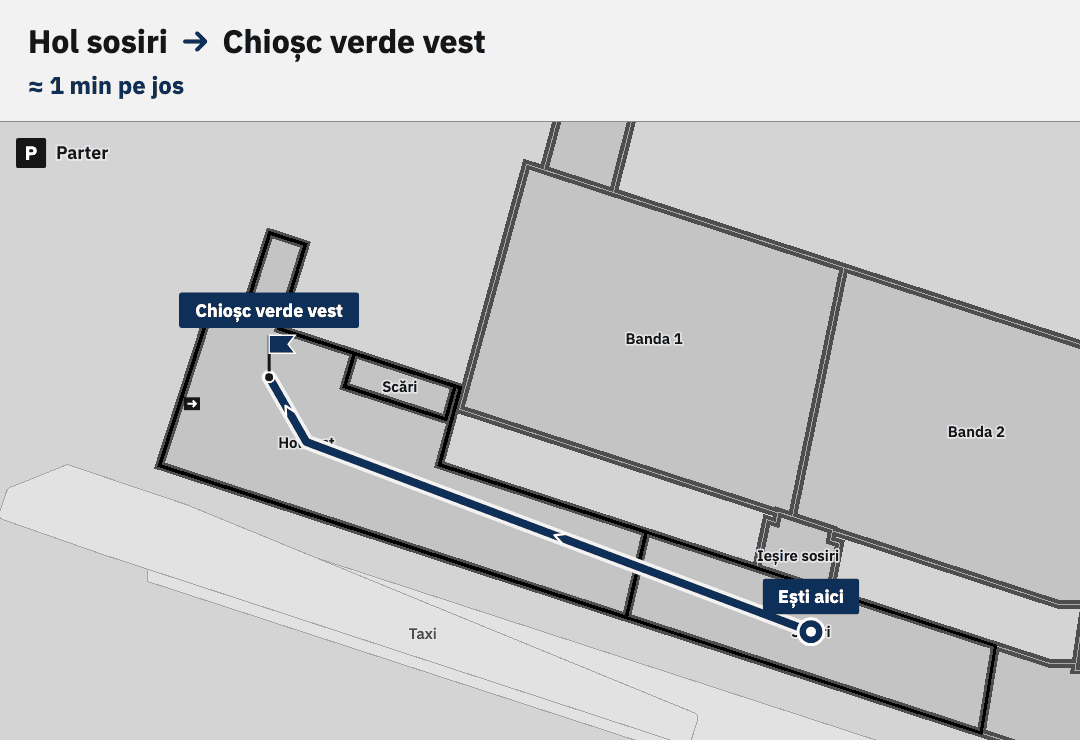 Hol sosiri → Chioșc verde vest
≈ 1 min pe jos
P Parter
Chioșc verde vest
Banda 1
Scări
Banda 2
Ieșire sosiri
Ești aici
Taxi